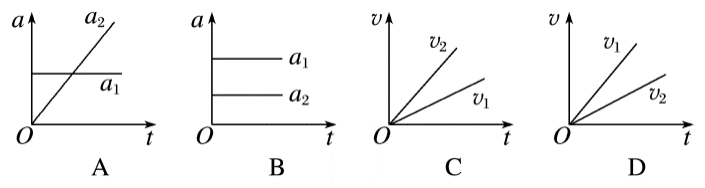 a a₂ a₁ O t
a a₁ a₂ O t
v v₂ v₁ O t
v v₁ v₂ O t
A B C D